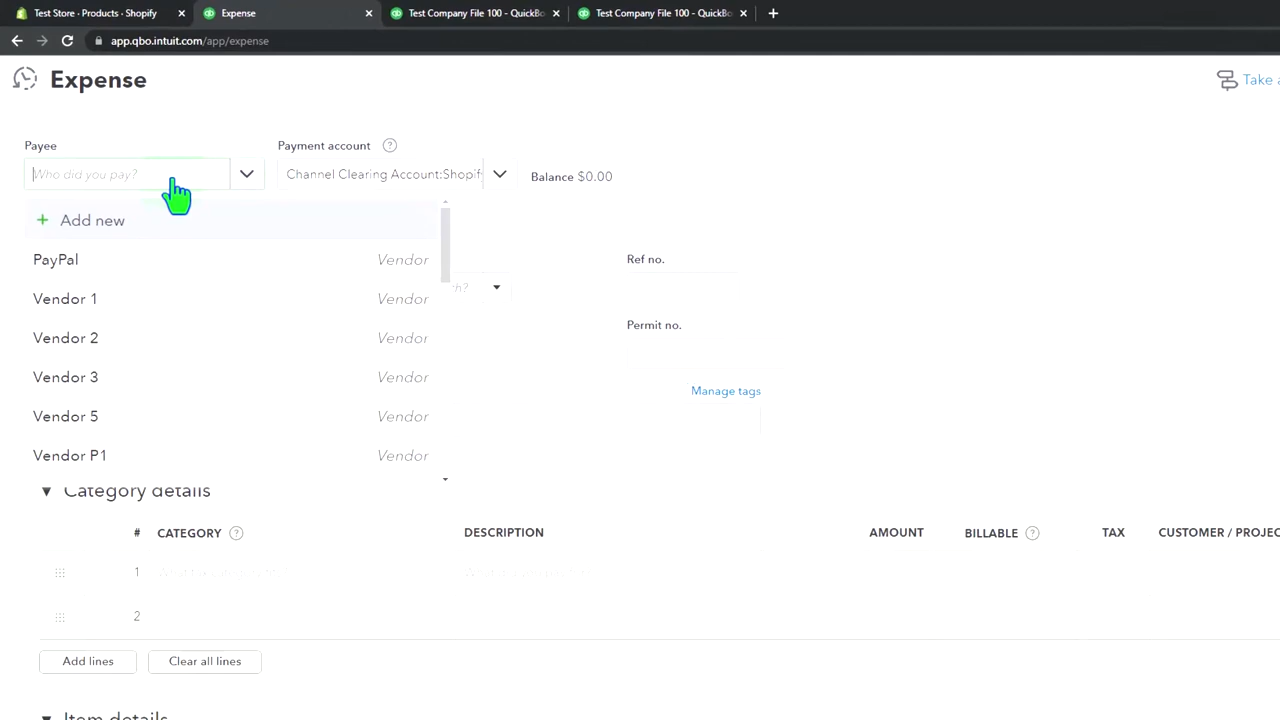 Test Store · Products · Shopify
Expense
Test Company File 100 - QuickBo
Test Company File 100 - QuickBo
app.qbo.intuit.com/app/expense
Expense
Take a
Payee
Payment account
Who did you pay?
Channel Clearing Account:Shopif
Balance $0.00
+ Add new
PayPal Vendor
Vendor 1 Vendor
Vendor 2 Vendor
Vendor 3 Vendor
Vendor 5 Vendor
Vendor P1 Vendor
Ref no.
th?
Permit no.
Manage tags
Category details
# CATEGORY DESCRIPTION AMOUNT BILLABLE TAX CUSTOMER / PROJEC
1
2
Add lines Clear all lines
Item details